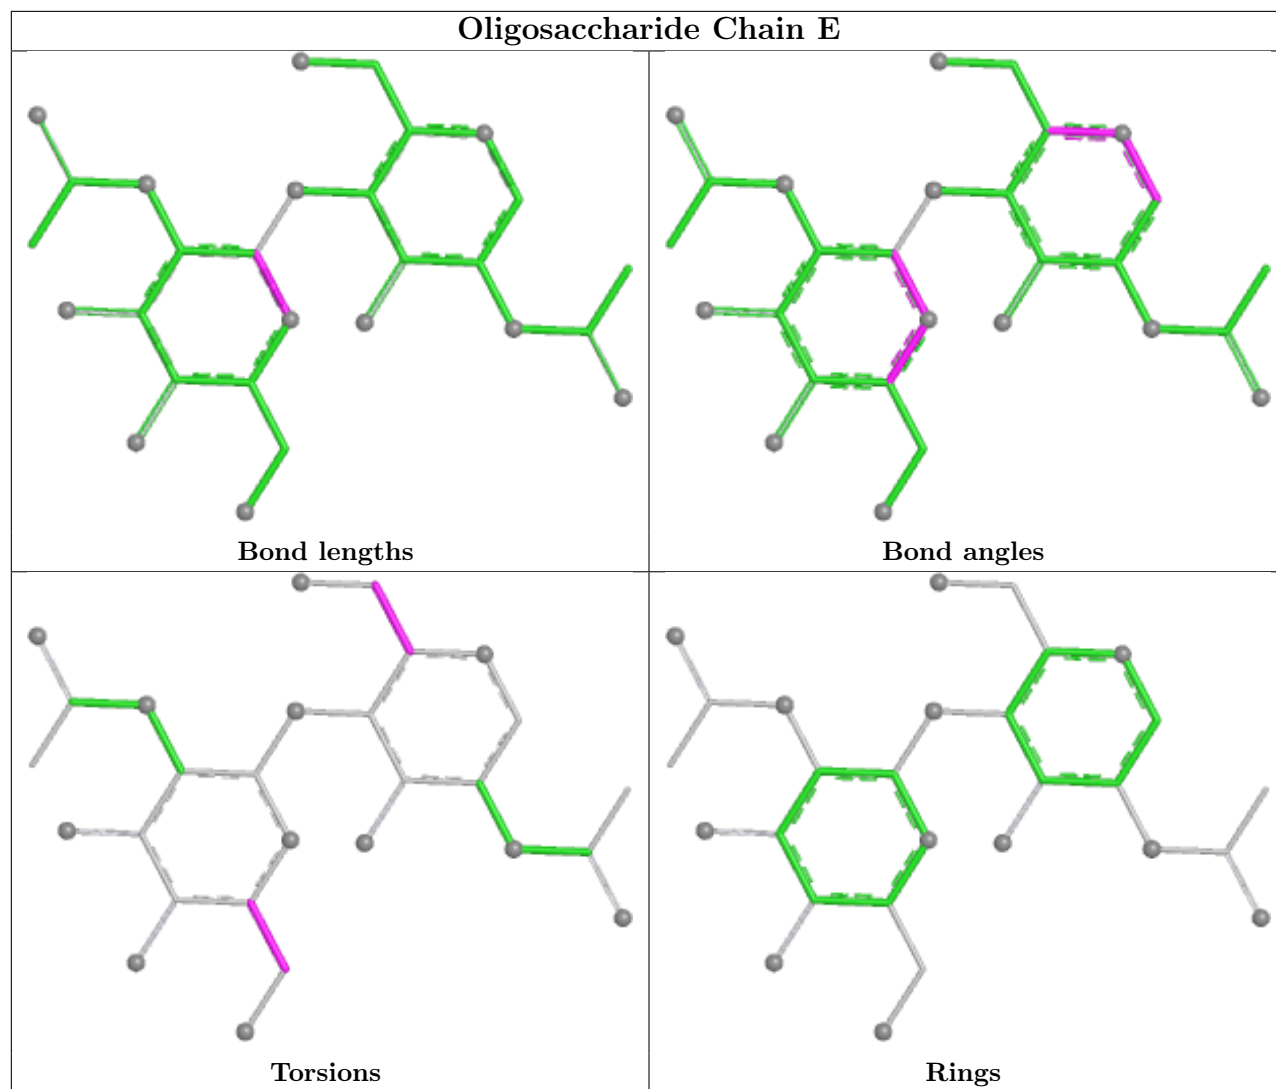 Oligosaccharide Chain E
Bond lengths
Bond angles
Torsions
Rings